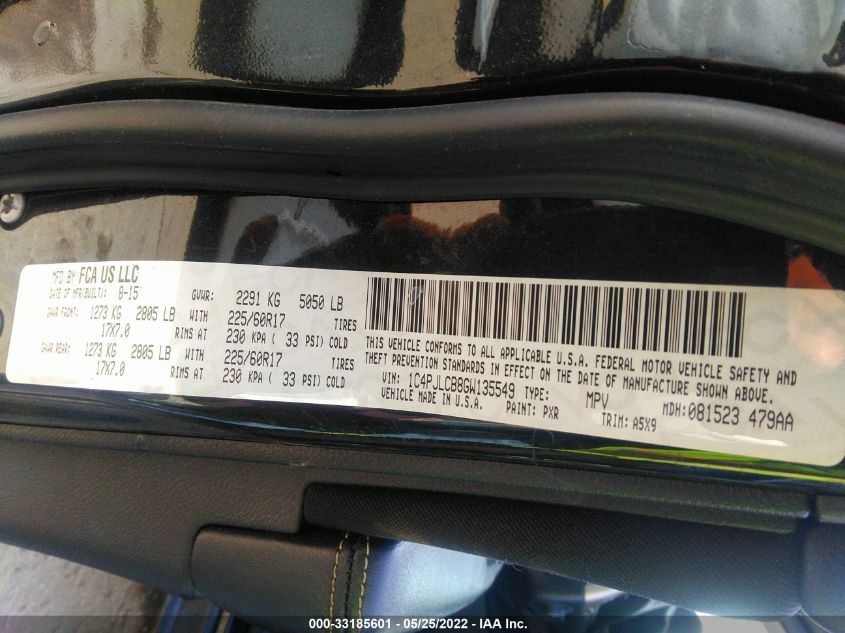 MFD BY FCA US LLC
DATE OF MFR(BUILT): 8-15 GVWR: 2291 KG 5050 LB
GAWR FRONT: 1273 KG 2805 LB WITH 225/60R17 TIRES
17X7.0 RIMS AT 230 KPA ( 33 PSI) COLD
GAWR REAR: 1273 KG 2805 LB WITH 225/60R17 TIRES
17X7.0 RIMS AT 230 KPA ( 33 PSI) COLD
THIS VEHICLE CONFORMS TO ALL APPLICABLE U.S.A. FEDERAL MOTOR VEHICLE SAFETY AND
THEFT PREVENTION STANDARDS IN EFFECT ON THE DATE OF MANUFACTURE SHOWN ABOVE.
VIN: 1C4PJLCB8GW135549 TYPE: MPV MDH:081523 479AA
VEHICLE MADE IN U.S.A. PAINT: PXR TRIM: A5X9
000-33185601 - 05/25/2022 - IAA Inc.